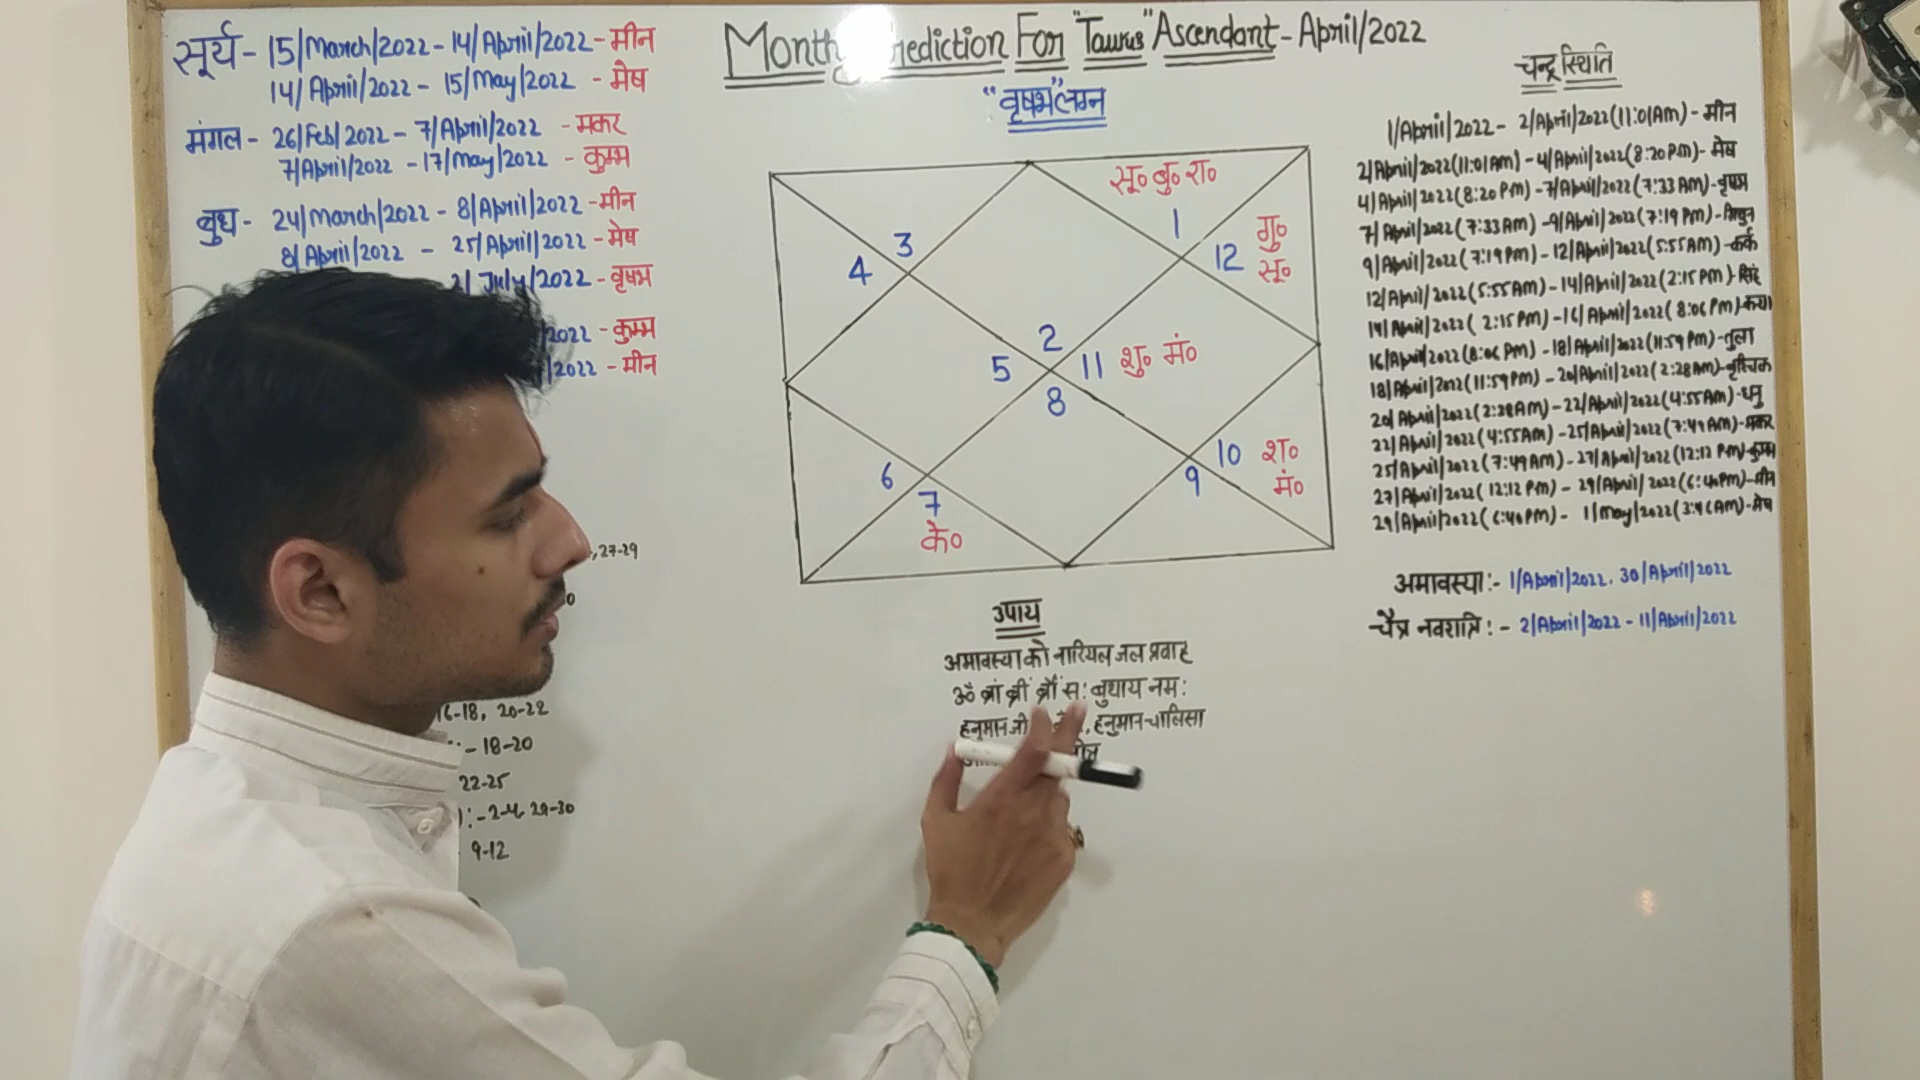 Month rediction For "Taurus" Ascendant - April/2022
"वृषभ" लग्न
सूर्य - 15/March/2022 - 14/April/2022 - मीन
14/April/2022 - 15/May/2022 - मेष
मंगल - 26/Feb/2022 - 7/April/2022 - मकर
7/April/2022 - 17/May/2022 - कुम्भ
बुध - 24/March/2022 - 8/April/2022 - मीन
8/April/2022 - 25/April/2022 - मेष
2/July/2022 - वृषभ
2022 - कुम्भ
2022 - मीन
,27-29
16-18, 20-22
:- 18-20
22-25
):- 2-4, 29-30
9-12
सू० बु० रा०
1
गु०
12
सू०
3
4
2
5
11 शु० मं०
8
10 श०
मं०
9
6
7
के०
उपाय
अमावस्या को नारियल जल प्रवाह
ॐ ब्रां ब्रीं ब्रौं स: बुधाय नम:
हनुमान जी , हनुमान चालिसा
चन्द्र स्थिति
1/April/2022 - 2/April/2022 (11:01AM) - मीन
2/April/2022 (11:01AM) - 4/April/2022 (8:20PM) - मेष
4/April/2022 (8:20PM) - 7/April/2022 (7:33AM) - वृषभ
7/April/2022 (7:33AM) - 9/April/2022 (7:19PM) - मिथुन
9/April/2022 (7:19PM) - 12/April/2022 (5:55AM) - कर्क
12/April/2022 (5:55AM) - 14/April/2022 (2:15PM) - सिंह
14/April/2022 (2:15PM) - 16/April/2022 (8:06PM) - कन्या
16/April/2022 (8:06PM) - 18/April/2022 (11:59PM) - तुला
18/April/2022 (11:59PM) - 20/April/2022 (2:28AM) - वृश्चिक
20/April/2022 (2:28AM) - 22/April/2022 (4:55AM) - धनु
22/April/2022 (4:55AM) - 25/April/2022 (7:49AM) - मकर
25/April/2022 (7:49AM) - 27/April/2022 (12:12PM) - कुम्भ
27/April/2022 (12:12PM) - 29/April/2022 (6:40PM) - मीन
29/April/2022 (6:40PM) - 1/May/2022 (3:46AM) - मेष
अमावस्या :- 1/April/2022, 30/April/2022
चैत्र नवरात्रि :- 2/April/2022 - 11/April/2022